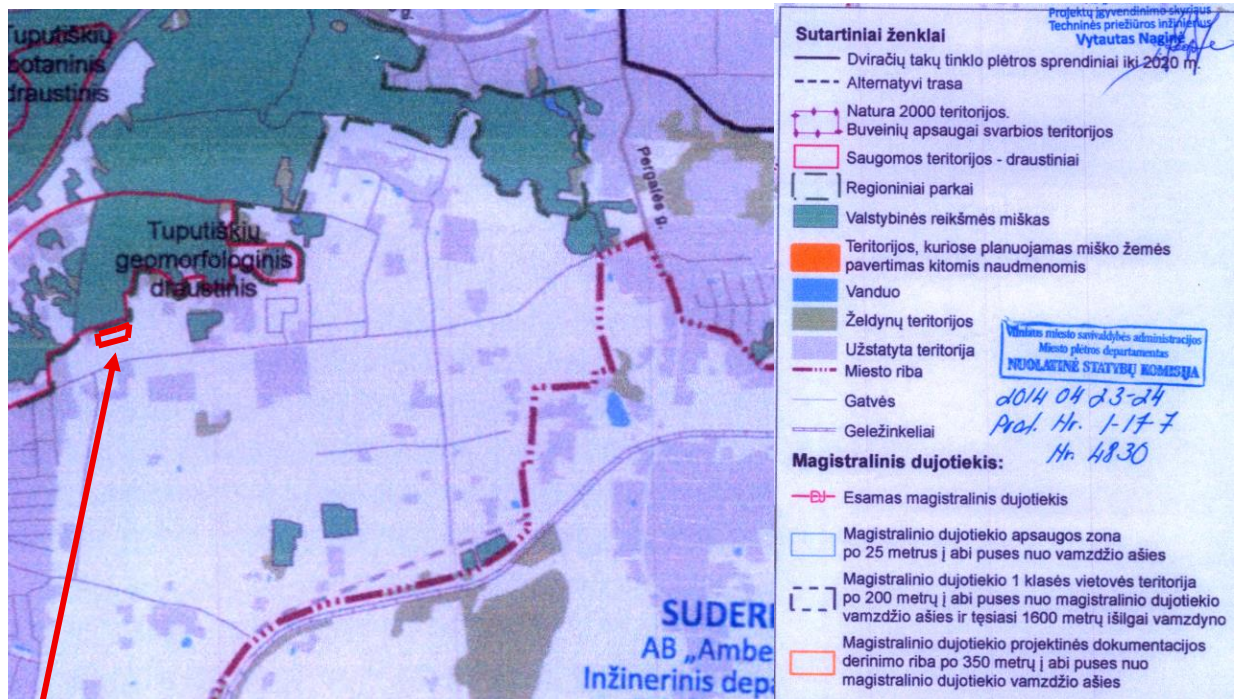 Tuputiškių
botaninis
draustinis
g.
Pergalės g.
Tuputiškių
geomorfologinis
draustinis
SUDERI
AB „Ambe
Inžinerinis depa
Projektų įgyvendinimo skyriaus
Techninės priežiūros inžinierius
Vytautas
Sutartiniai ženklai
Dviračių takų tinklo plėtros sprendiniai iki 2020 m.
Alternatyvi trasa
Natura 2000 teritorijos.
Buveinių apsaugai svarbios teritorijos
Saugomos teritorijos - draustiniai
Regioniniai parkai
Valstybinės reikšmės miškas
Teritorijos, kuriose planuojamas miško žemės
pavertimas kitomis naudmenomis
Vanduo
Želdynų teritorijos
Užstatyta teritorija
Miesto riba
Gatvės
Geležinkeliai
Vilniaus miesto savivaldybės administracijos
Miesto plėtros departamentas
NUOLATINĖ STATYBŲ KOMISIJA
2014 04 23-24
Prot. Nr. 1-17-7
Nr. 4830
Magistralinis dujotiekis:
Esamas magistralinis dujotiekis
Magistralinio dujotiekio apsaugos zona
po 25 metrus į abi puses nuo vamzdžio ašies
Magistralinio dujotiekio 1 klasės vietovės teritorija
po 200 metrų į abi puses nuo magistralinio dujotiekio
vamzdžio ašies ir tęsiasi 1600 metrų išilgai vamzdyno
Magistralinio dujotiekio projektinės dokumentacijos
derinimo riba po 350 metrų į abi puses nuo
magistralinio dujotiekio vamzdžio ašies